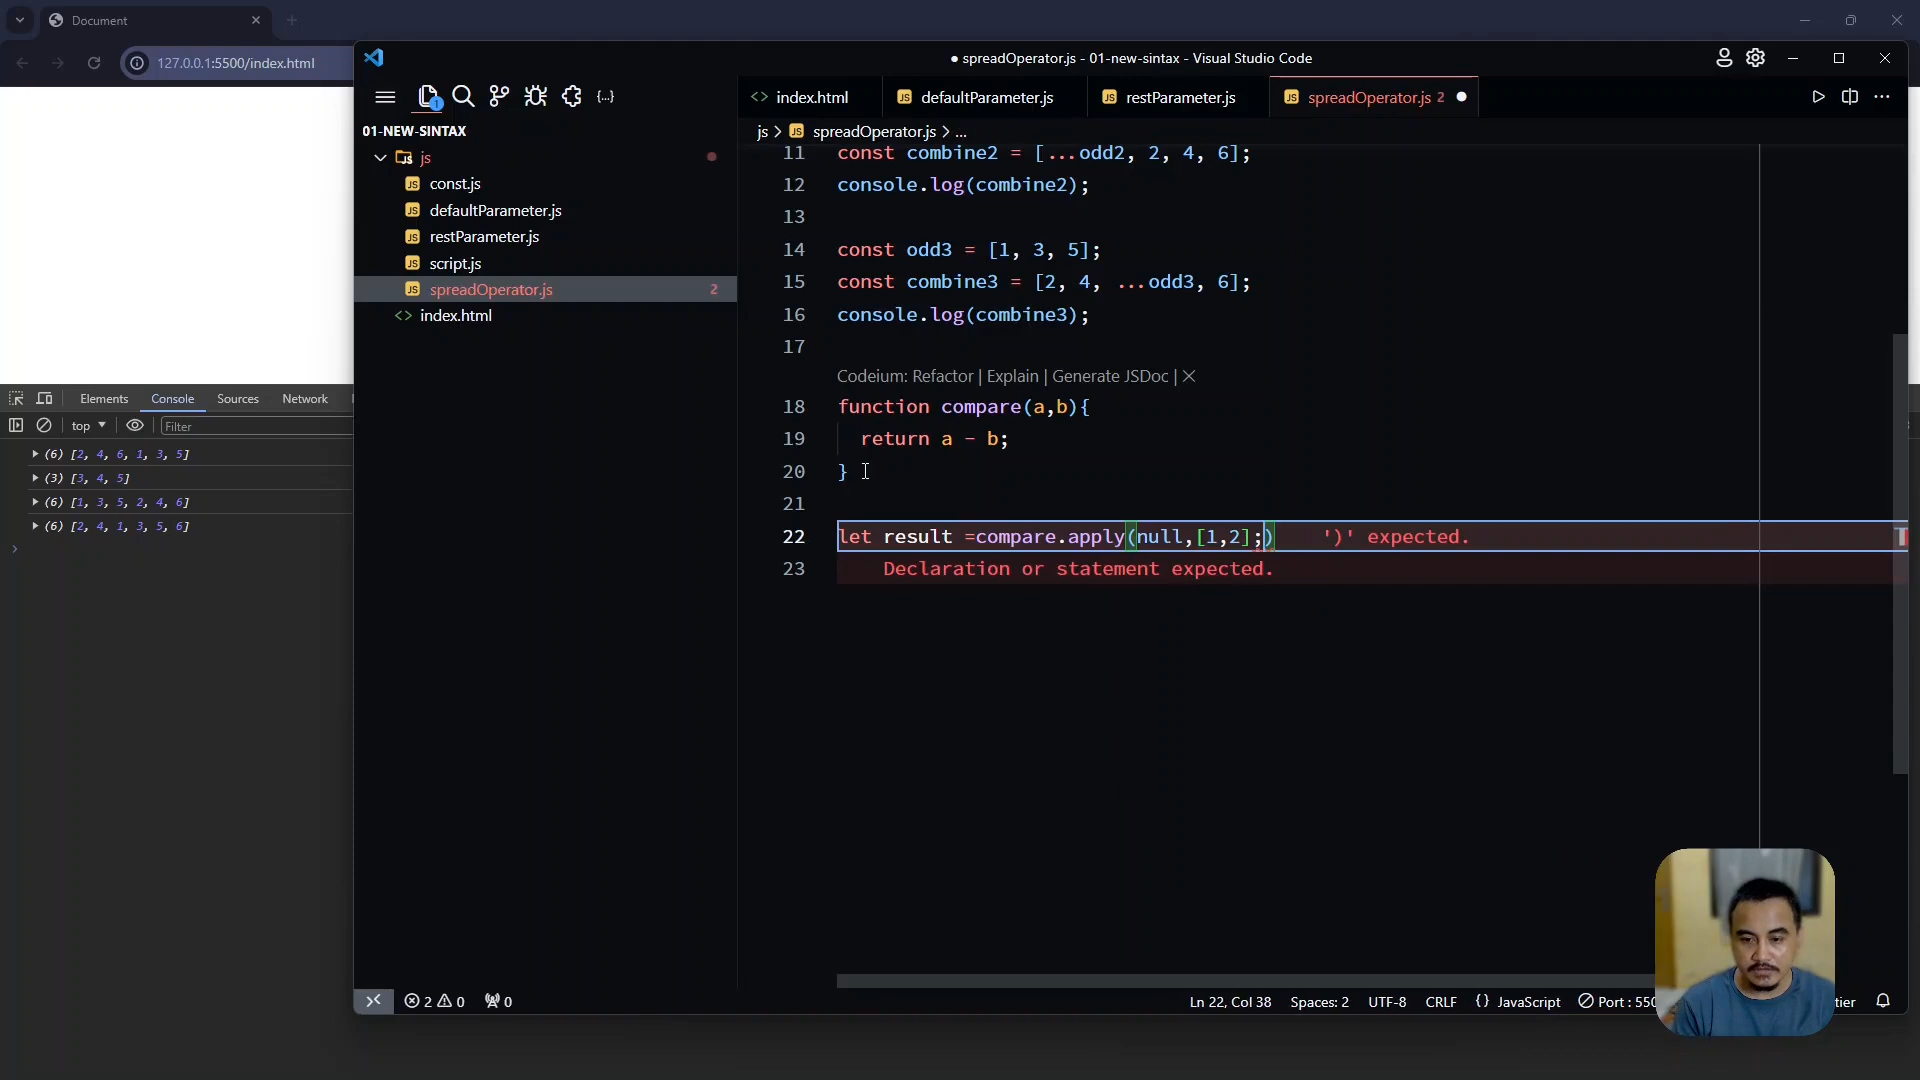 Document
127.0.0.1:5500/index.html
● spreadOperator.js - 01-new-sintax - Visual Studio Code
1
{..}
index.html
defaultParameter.js
restParameter.js
spreadOperator.js 2
01-NEW-SINTAX
js
const.js
defaultParameter.js
restParameter.js
script.js
spreadOperator.js 2
index.html
js > spreadOperator.js > ...
11 const combine2 = [...odd2, 2, 4, 6];
12 console.log(combine2);
13
14 const odd3 = [1, 3, 5];
15 const combine3 = [2, 4, ...odd3, 6];
16 console.log(combine3);
17
Codeium: Refactor | Explain | Generate JSDoc |
18 function compare(a,b){
19 return a - b;
20 }
21
22 let result =compare.apply(null,[1,2];) ')' expected.
23 Declaration or statement expected.
Elements Console Sources Network
top Filter
(6) [2, 4, 6, 1, 3, 5]
(3) [3, 4, 5]
(6) [1, 3, 5, 2, 4, 6]
(6) [2, 4, 1, 3, 5, 6]
2 0 0
Ln 22, Col 38 Spaces: 2 UTF-8 CRLF {} JavaScript Port : 550 tier